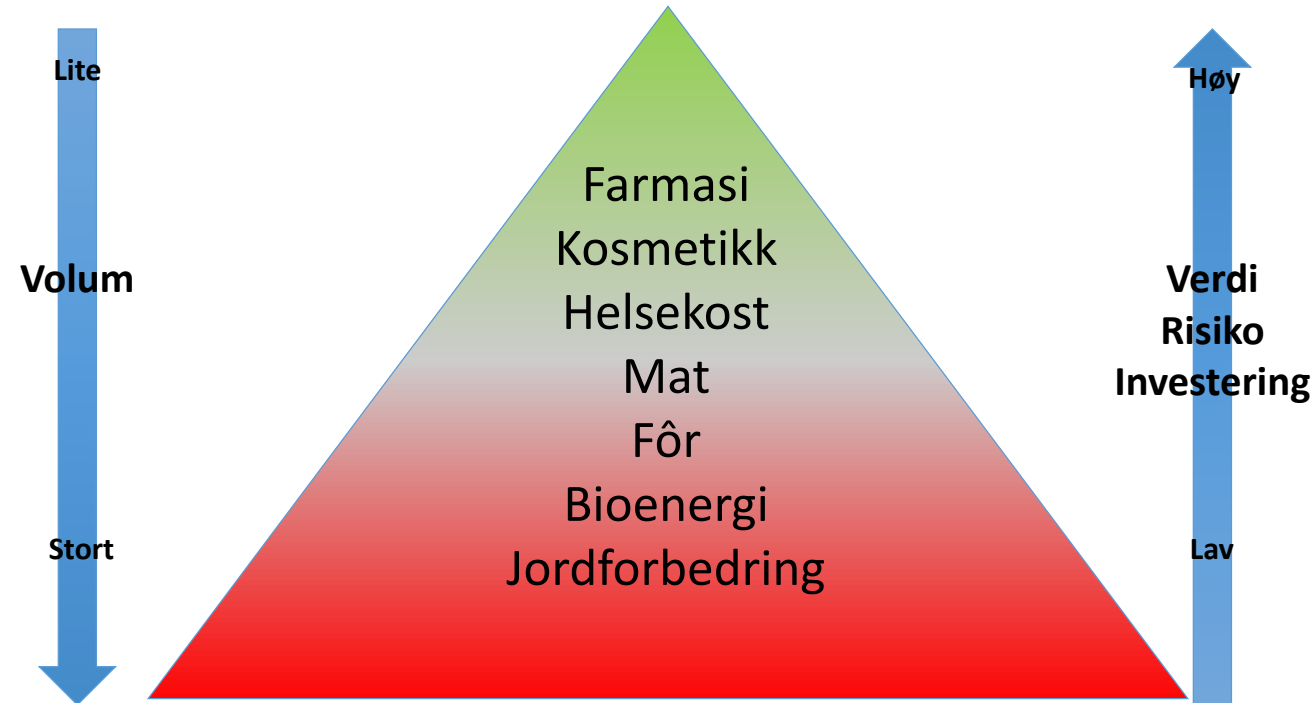 Lite
Volum
Stort
Farmasi
Kosmetikk
Helsekost
Mat
Fôr
Bioenergi
Jordforbedring
Høy
Verdi
Risiko
Investering
Lav